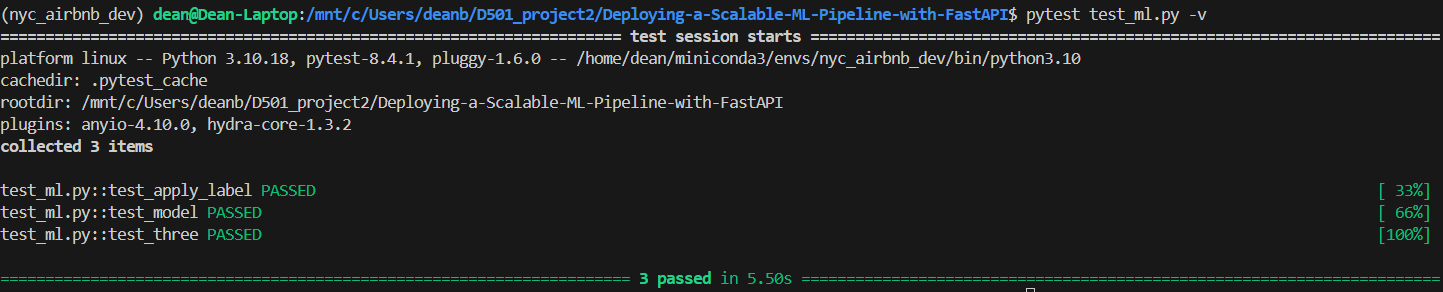 (nyc_airbnb_dev) dean@Dean-Laptop:/mnt/c/Users/deanb/D501_project2/Deploying-a-Scalable-ML-Pipeline-with-FastAPI$ pytest test_ml.py -v
============================================================================ test session starts ============================================================================
platform linux -- Python 3.10.18, pytest-8.4.1, pluggy-1.6.0 -- /home/dean/miniconda3/envs/nyc_airbnb_dev/bin/python3.10
cachedir: .pytest_cache
rootdir: /mnt/c/Users/deanb/D501_project2/Deploying-a-Scalable-ML-Pipeline-with-FastAPI
plugins: anyio-4.10.0, hydra-core-1.3.2
collected 3 items
test_ml.py::test_apply_label PASSED [ 33%]
test_ml.py::test_model PASSED [ 66%]
test_ml.py::test_three PASSED [100%]
============================================================================= 3 passed in 5.50s =============================================================================